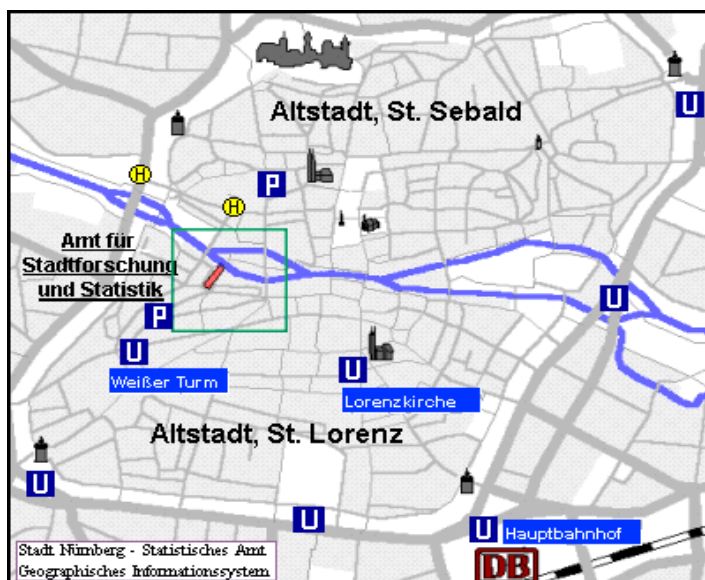 Altstadt, St. Sebald
U
H
P
H
Amt für
Stadtforschung
und Statistik
U
P
U
Weißer Turm
U
Lorenzkirche
Altstadt, St. Lorenz
U
U
U
Hauptbahnhof
Stadt Nürnberg - Statistisches Amt
Geographisches Informationssystem
DB